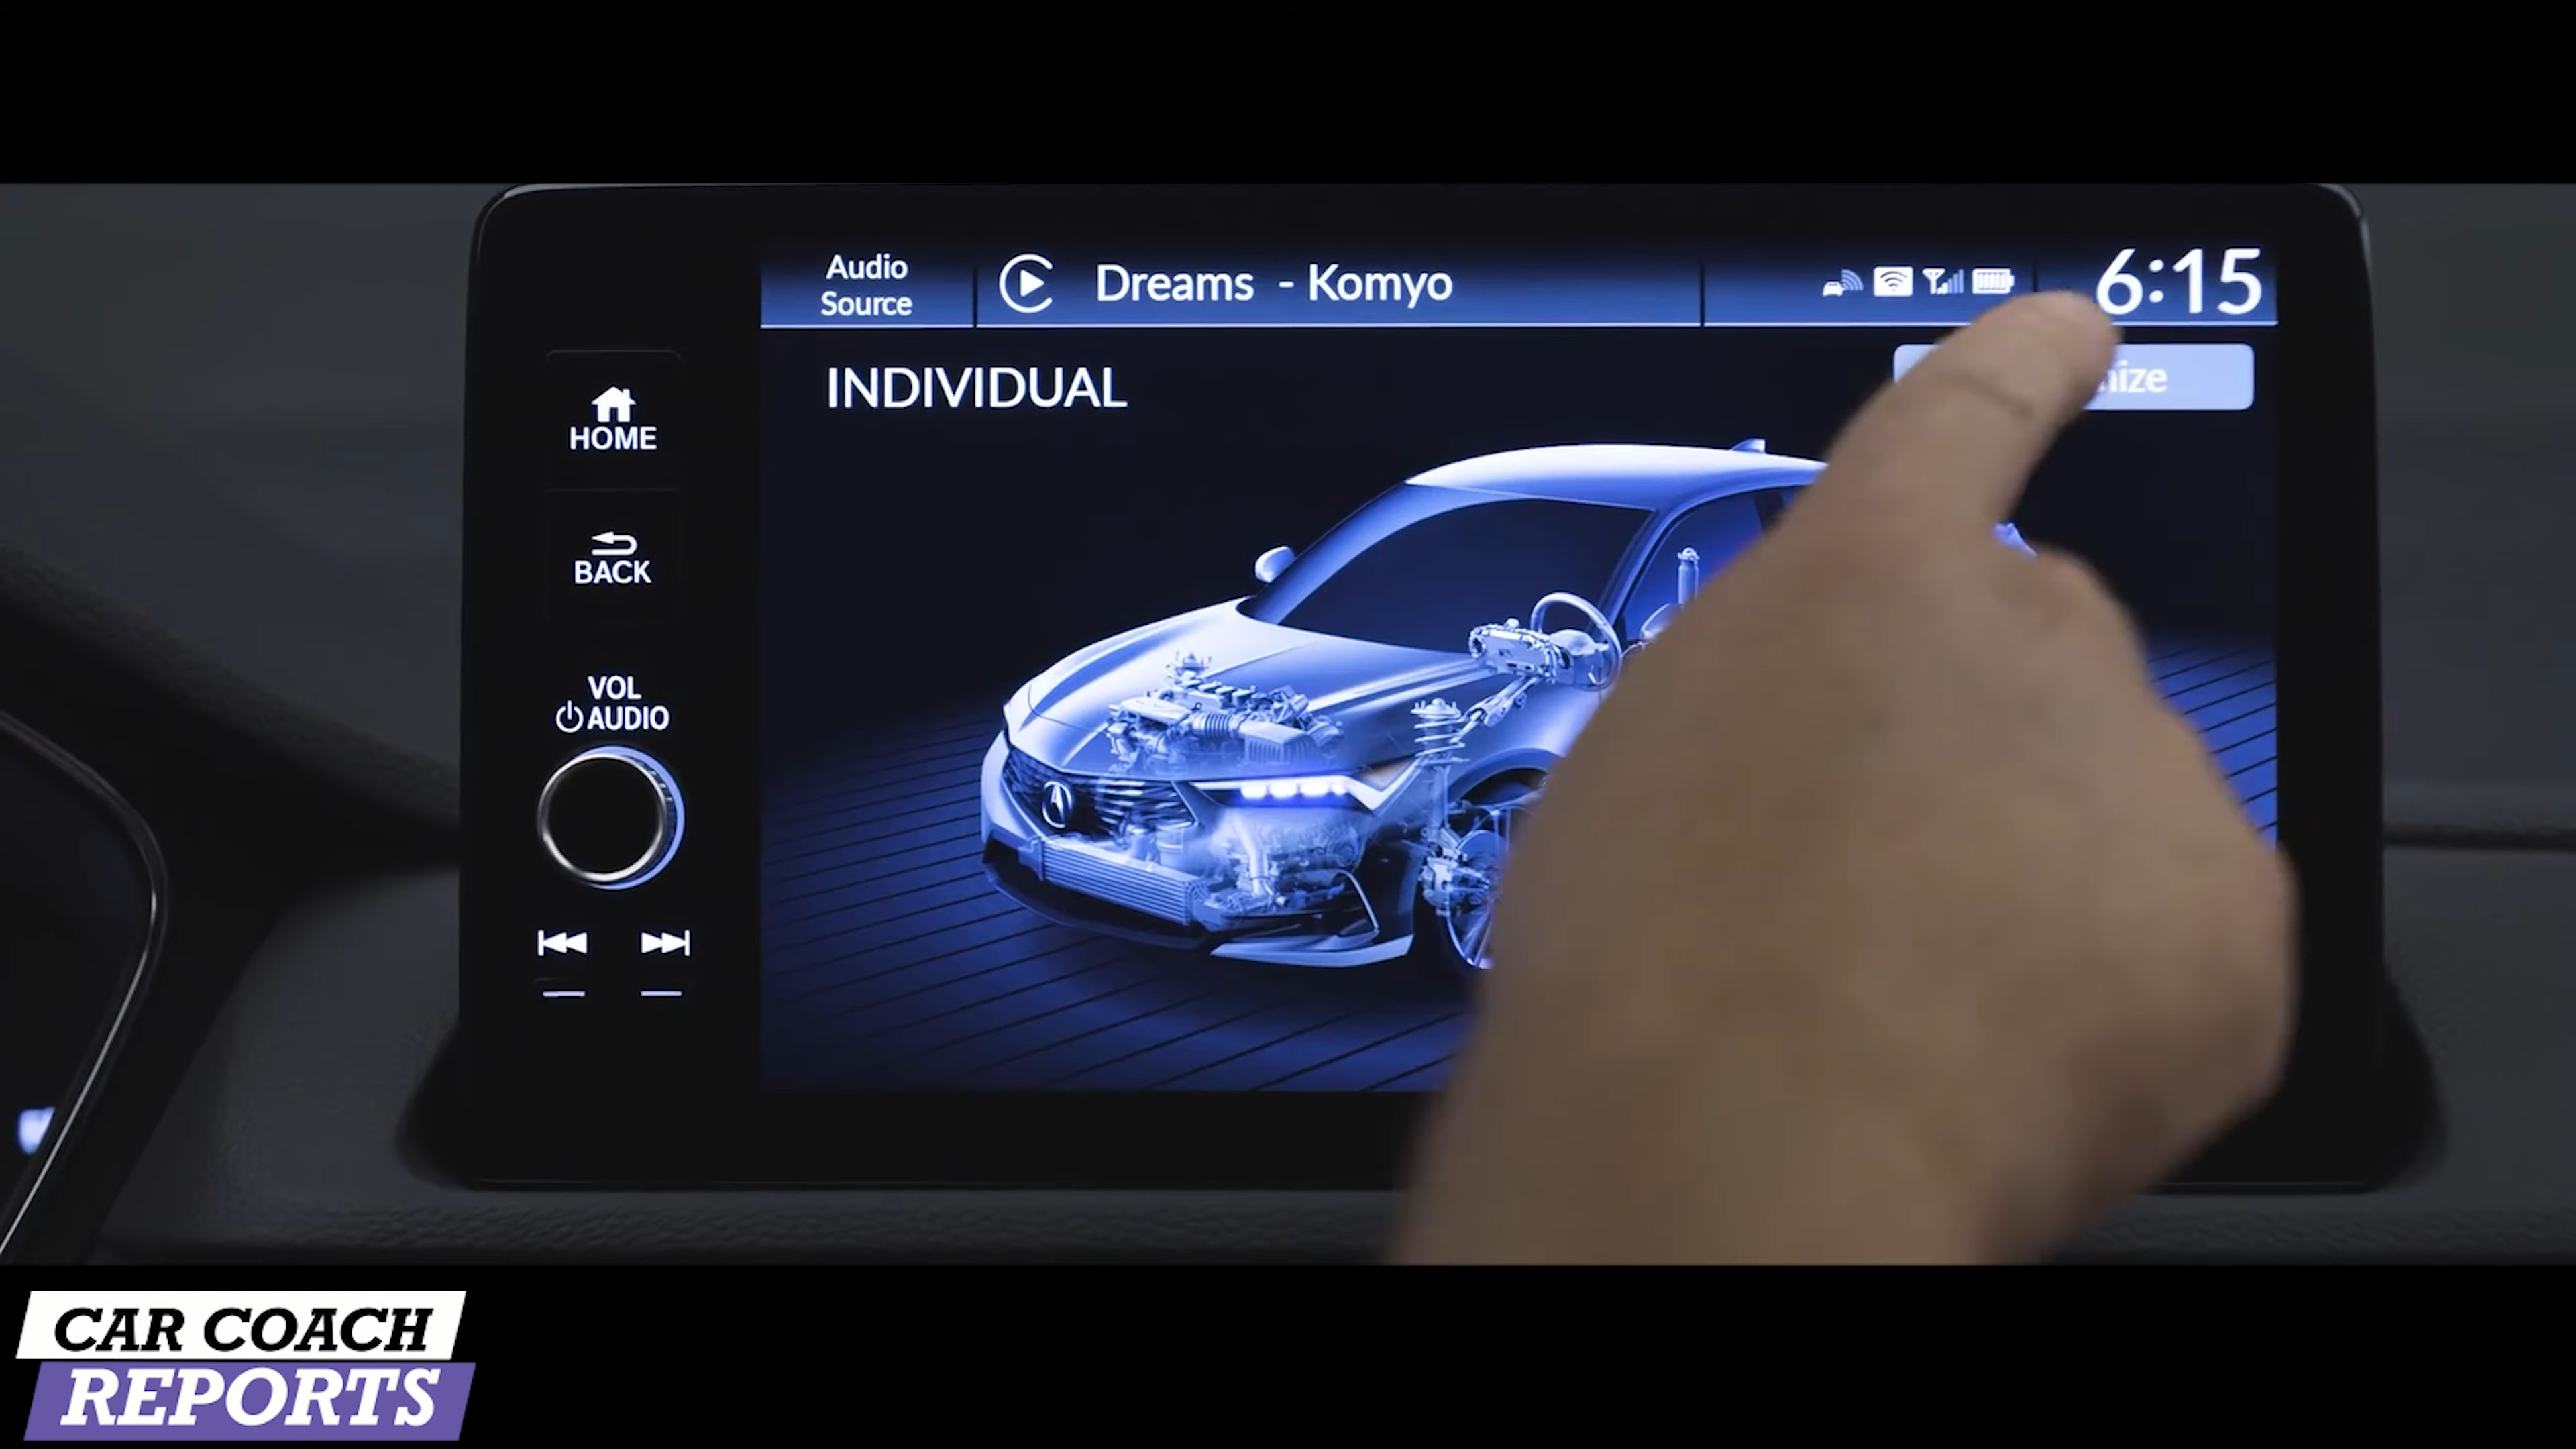 Audio
Source
Dreams - Komyo
6:15
INDIVIDUAL
HOME
BACK
VOL
AUDIO
CAR COACH
REPORTS